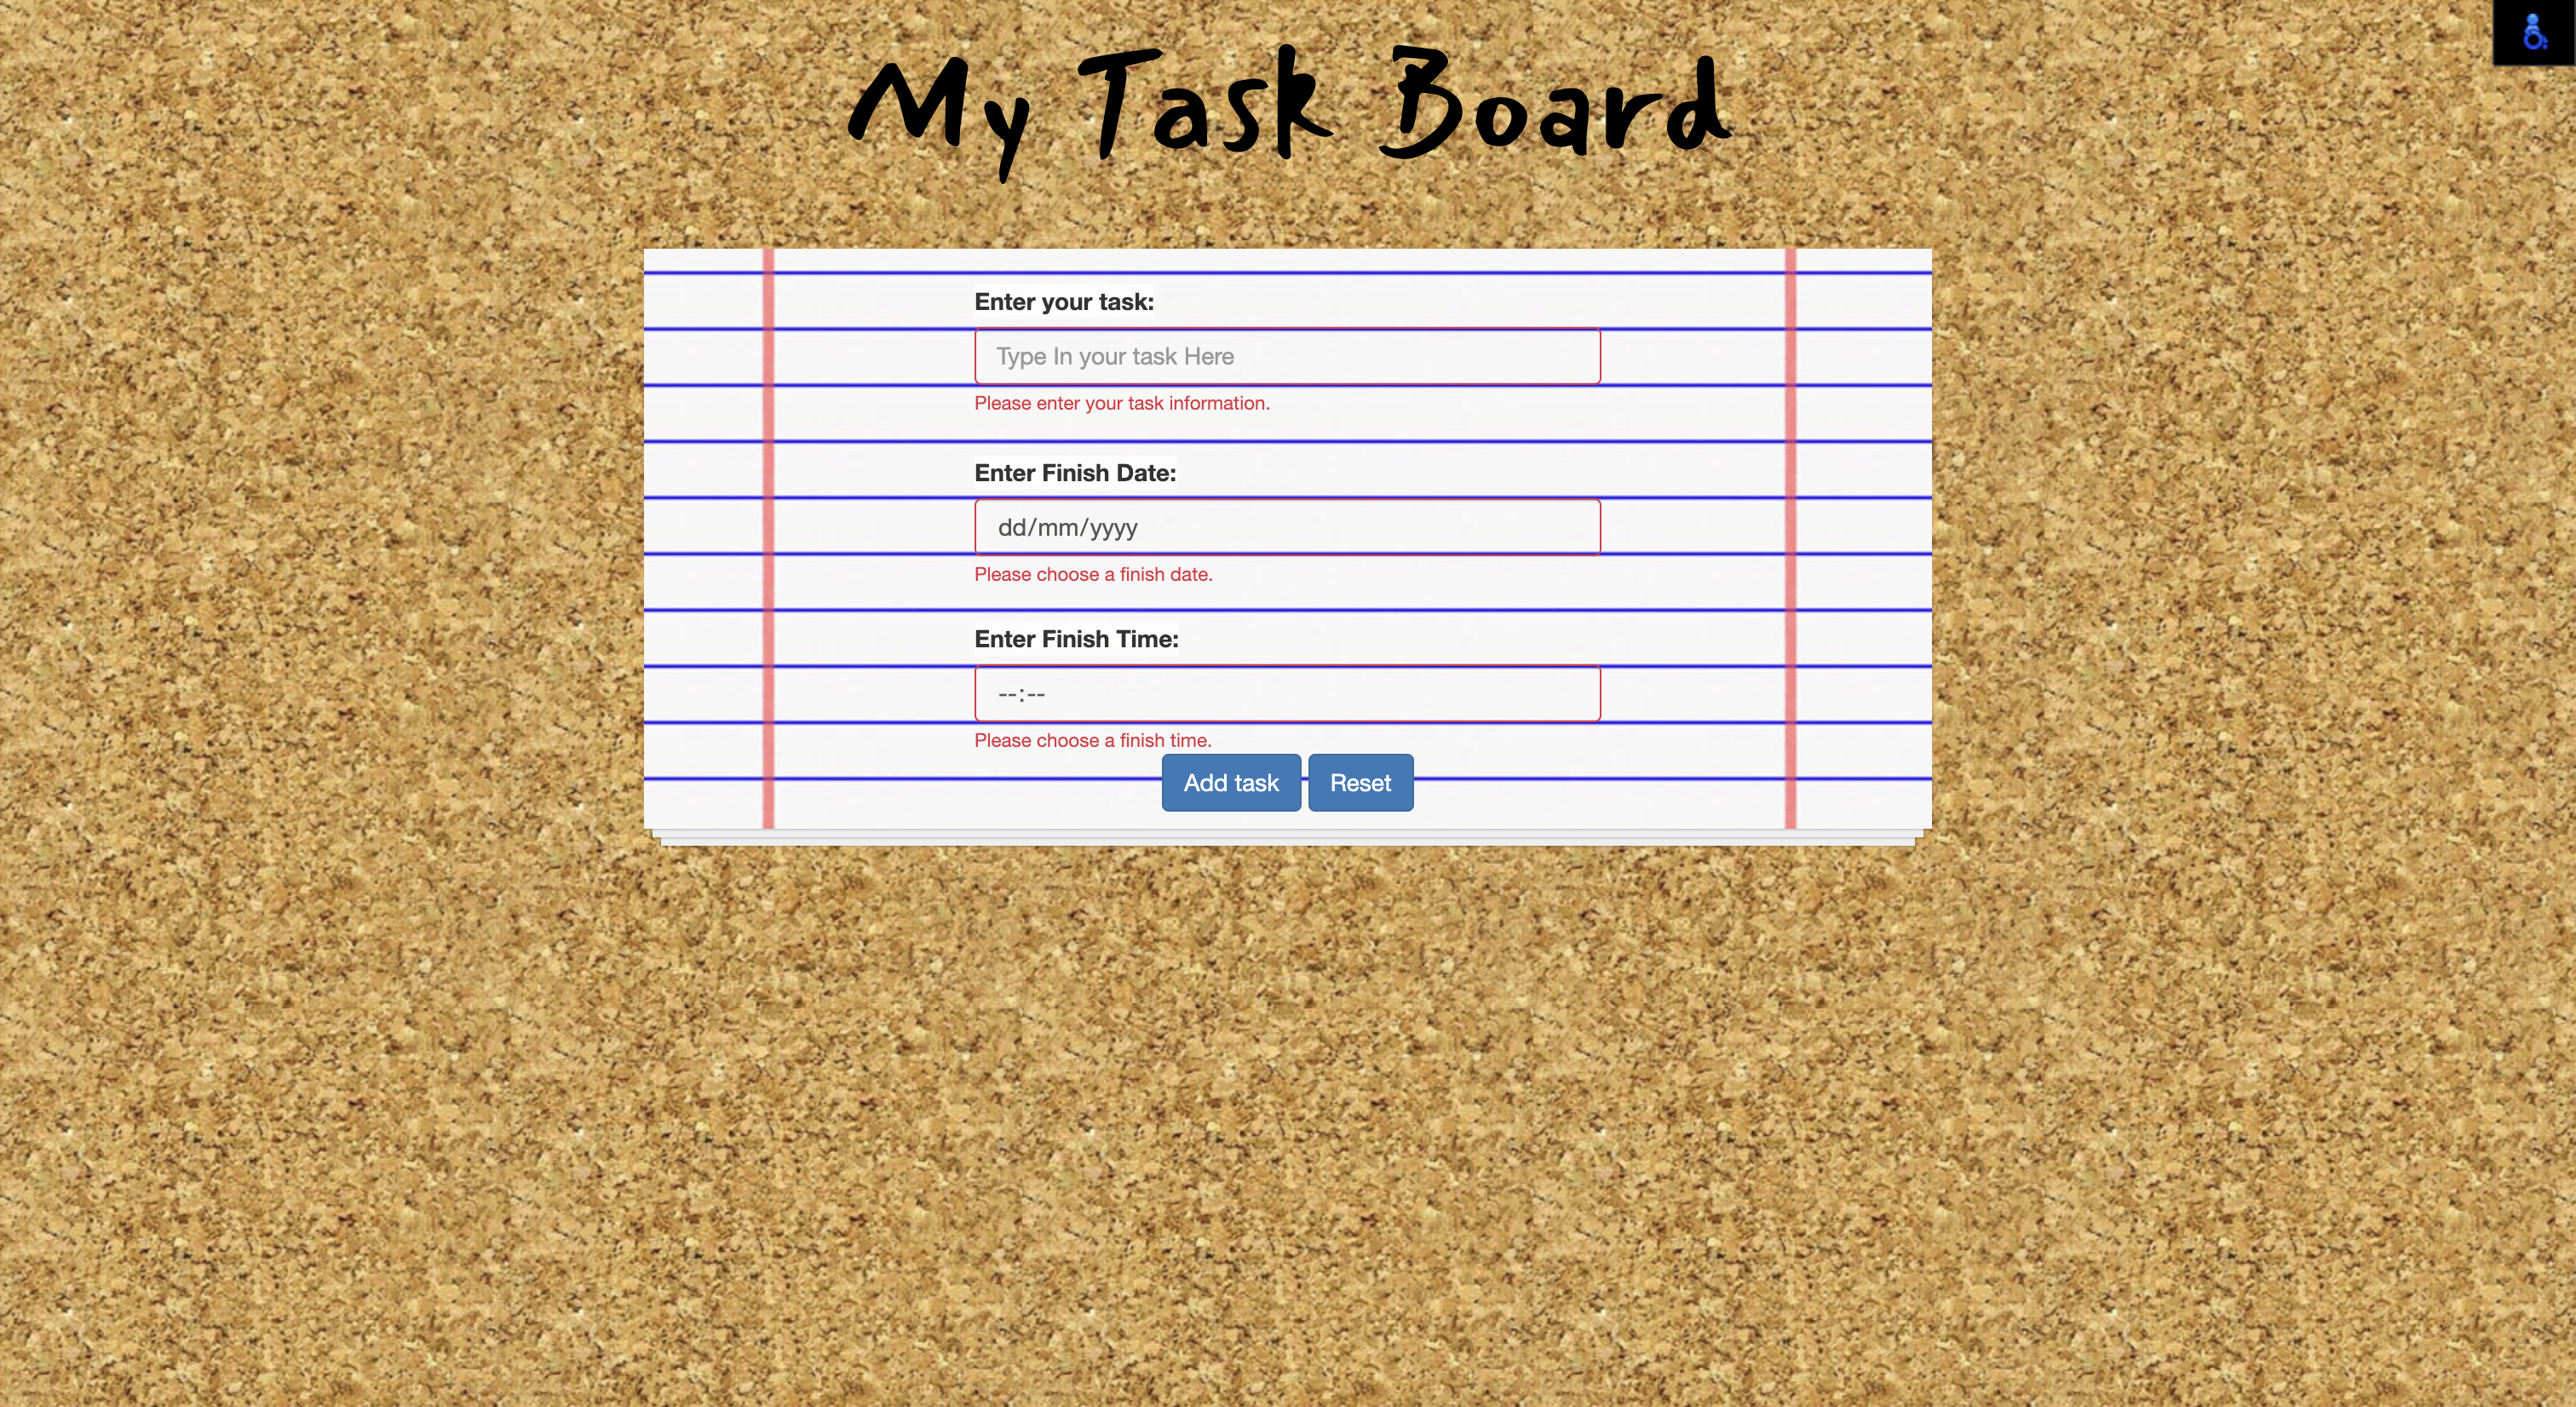 My Task Board
Enter your task:
Type In your task Here
Please enter your task information.
Enter Finish Date:
dd/mm/yyyy
Please choose a finish date.
Enter Finish Time:
--:--
Please choose a finish time.
Add task Reset